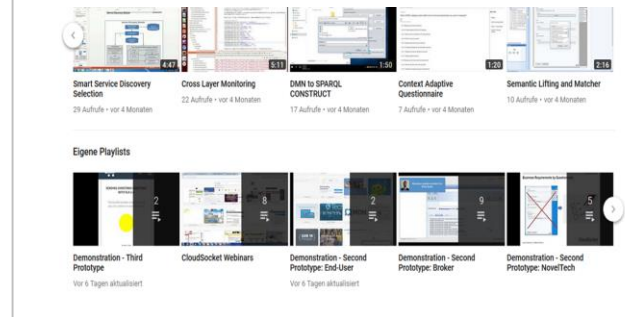 4:47
5:11
1:50
1:20
2:16
Smart Service Discovery
Selection
29 Aufrufe • vor 4 Monaten
Cross Layer Monitoring
22 Aufrufe • vor 4 Monaten
DMN to SPARQL
CONSTRUCT
17 Aufrufe • vor 4 Monaten
Context Adaptive
Questionnaire
7 Aufrufe • vor 4 Monaten
Semantic Lifting and Matcher
10 Aufrufe • vor 4 Monaten
Eigene Playlists
2
8
2
9
5
Demonstration - Third
Prototype
Vor 6 Tagen aktualisiert
CloudSocket Webinars
Demonstration - Second
Prototype: End-User
Vor 6 Tagen aktualisiert
Demonstration - Second
Prototype: Broker
Demonstration - Second
Prototype: NovelTech